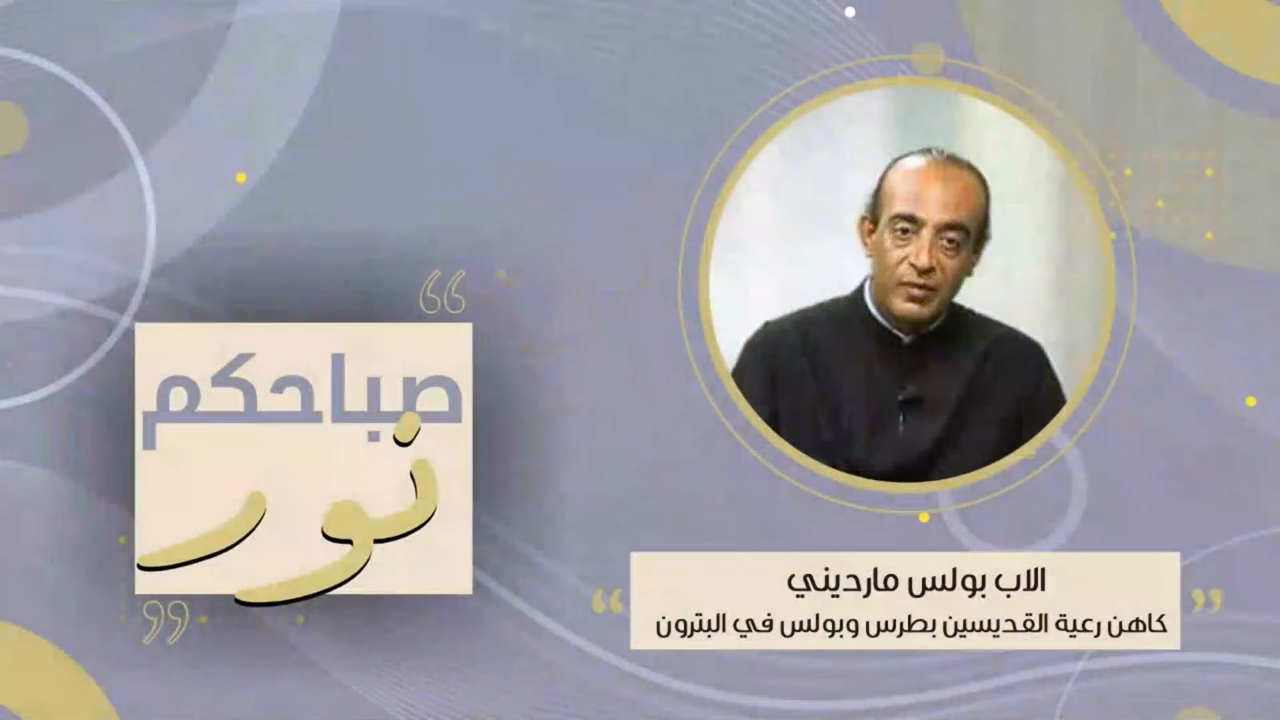 صباحكم
نور
الاب بولس مارديني
كاهن رعية القديسين بطرس وبولس في البترون